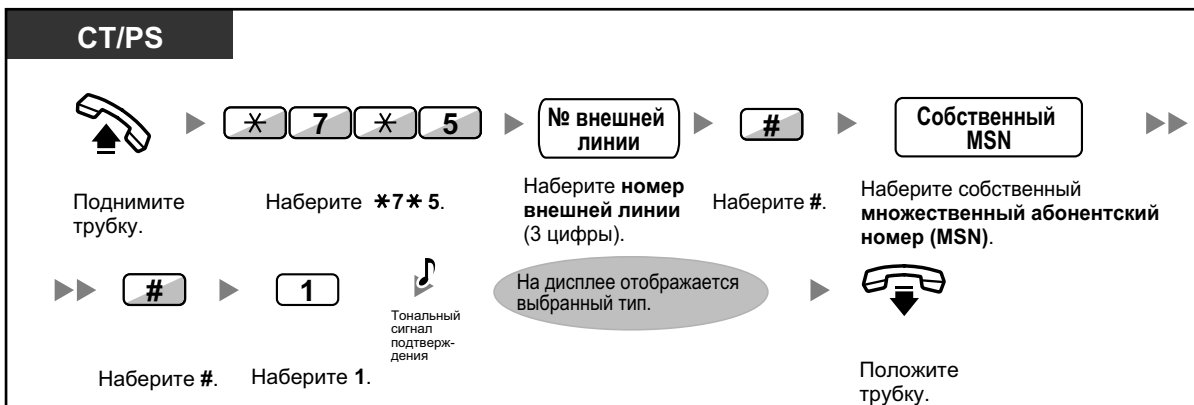 CT/PS
✳ 7 ✳ 5
№ внешней
линии
#
Собственный
MSN
Поднимите
трубку.
Наберите ✳7✳ 5.
Наберите номер
внешней линии
(3 цифры).
Наберите #.
Наберите собственный
множественный абонентский
номер (MSN).
#
1
Тональный
сигнал
подтверж-
дения
На дисплее отображается
выбранный тип.
Наберите #.
Наберите 1.
Положите
трубку.